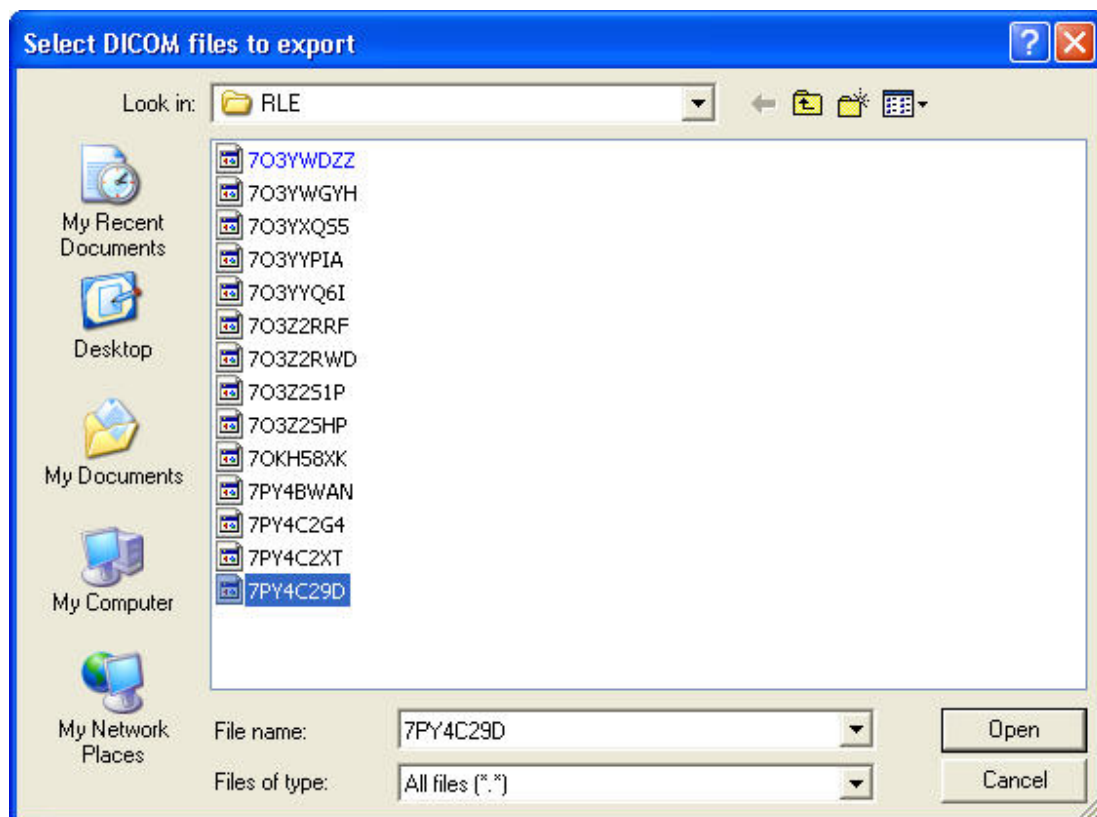 Select DICOM files to export
Look in: RLE
7O3YWDZZ
7O3YWGYH
7O3YXQS5
7O3YYPIA
7O3YYQ6I
7O3Z2RRF
7O3Z2RWD
7O3Z2S1P
7O3Z2SHP
7OKH58XK
7PY4BWAN
7PY4C2G4
7PY4C2XT
7PY4C29D
My Recent
Documents
Desktop
My Documents
My Computer
My Network
Places
File name: 7PY4C29D Open
Files of type: All files (*.*) Cancel